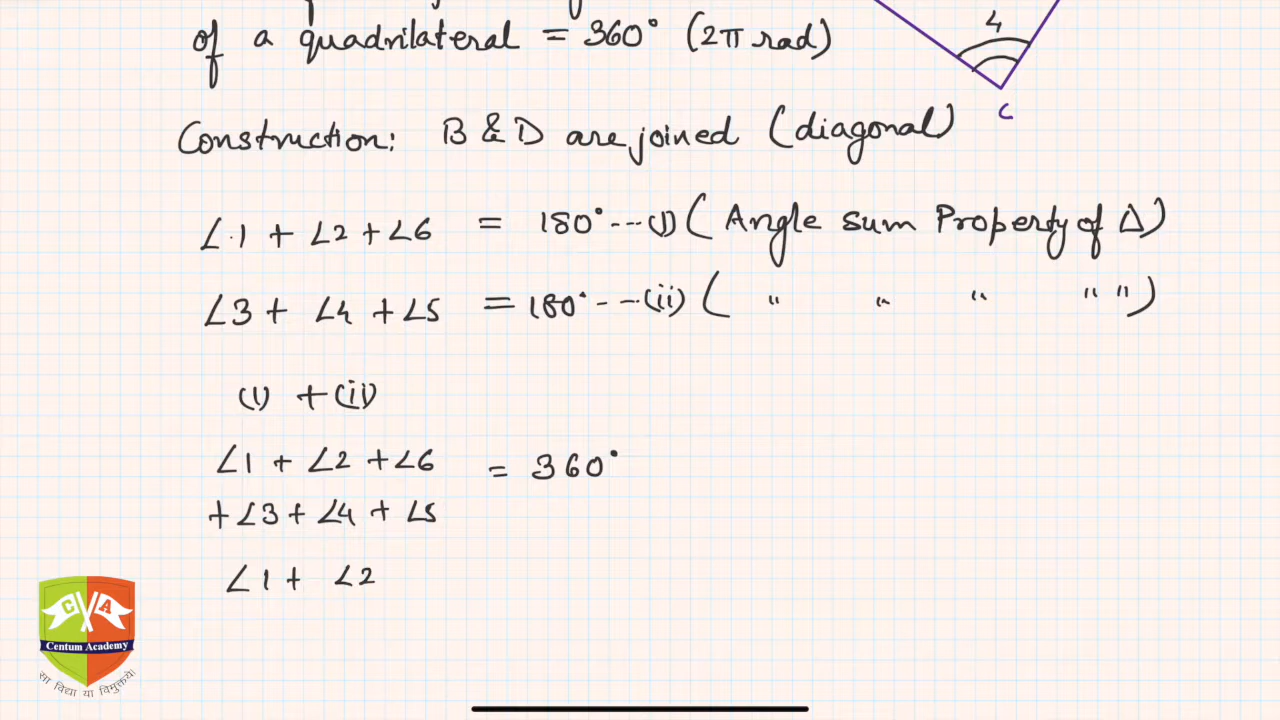 of a quadrilateral = 360° (2π rad)
4
C
Construction: B & D are joined (diagonal)
∠1 + ∠2 + ∠6 = 180° --- (i) (Angle sum Property of Δ)
∠3 + ∠4 + ∠5 = 180° --- (ii) ( " " " " " )
(i) + (ii)
∠1 + ∠2 + ∠6 = 360°
+ ∠3 + ∠4 + ∠5
∠1 + ∠2
C A
Centum Academy
सा विद्या या विमुक्तये।